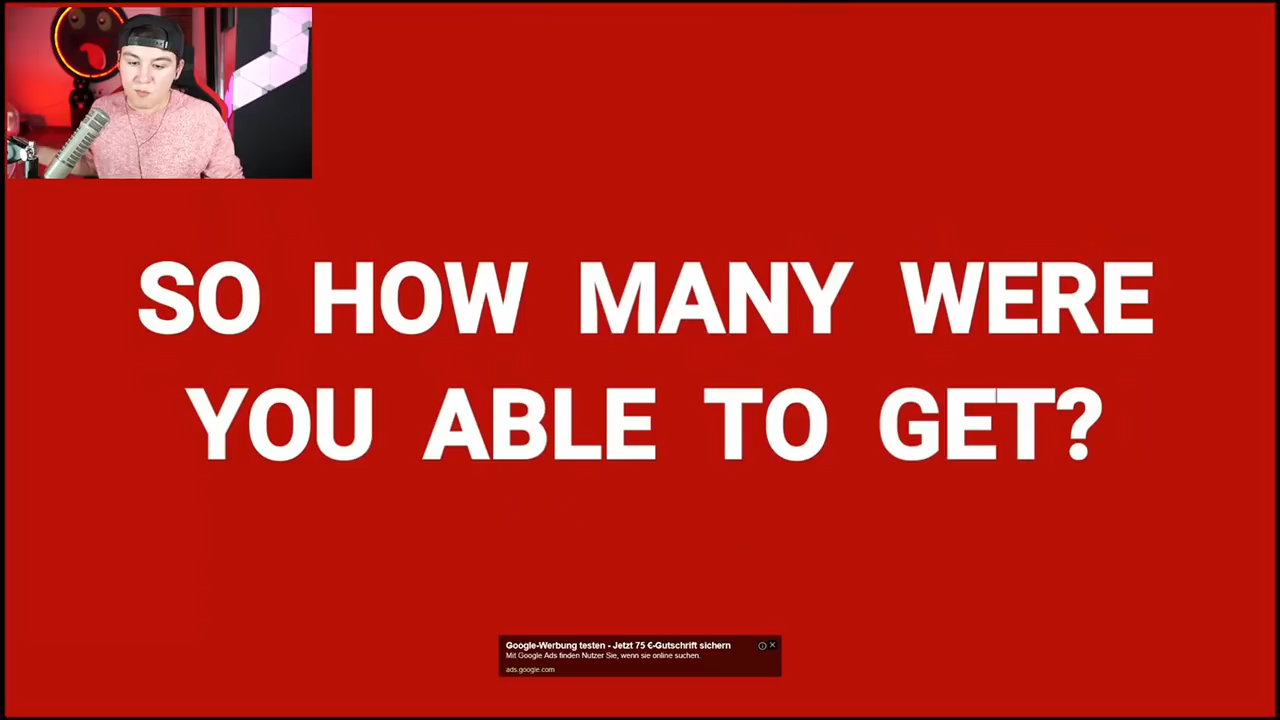 SO HOW MANY WERE
YOU ABLE TO GET?
Google-Werbung testen - Jetzt 75 €-Gutschrift sichern
Mit Google Ads finden Nutzer Sie, wenn sie online suchen.
ads.google.com